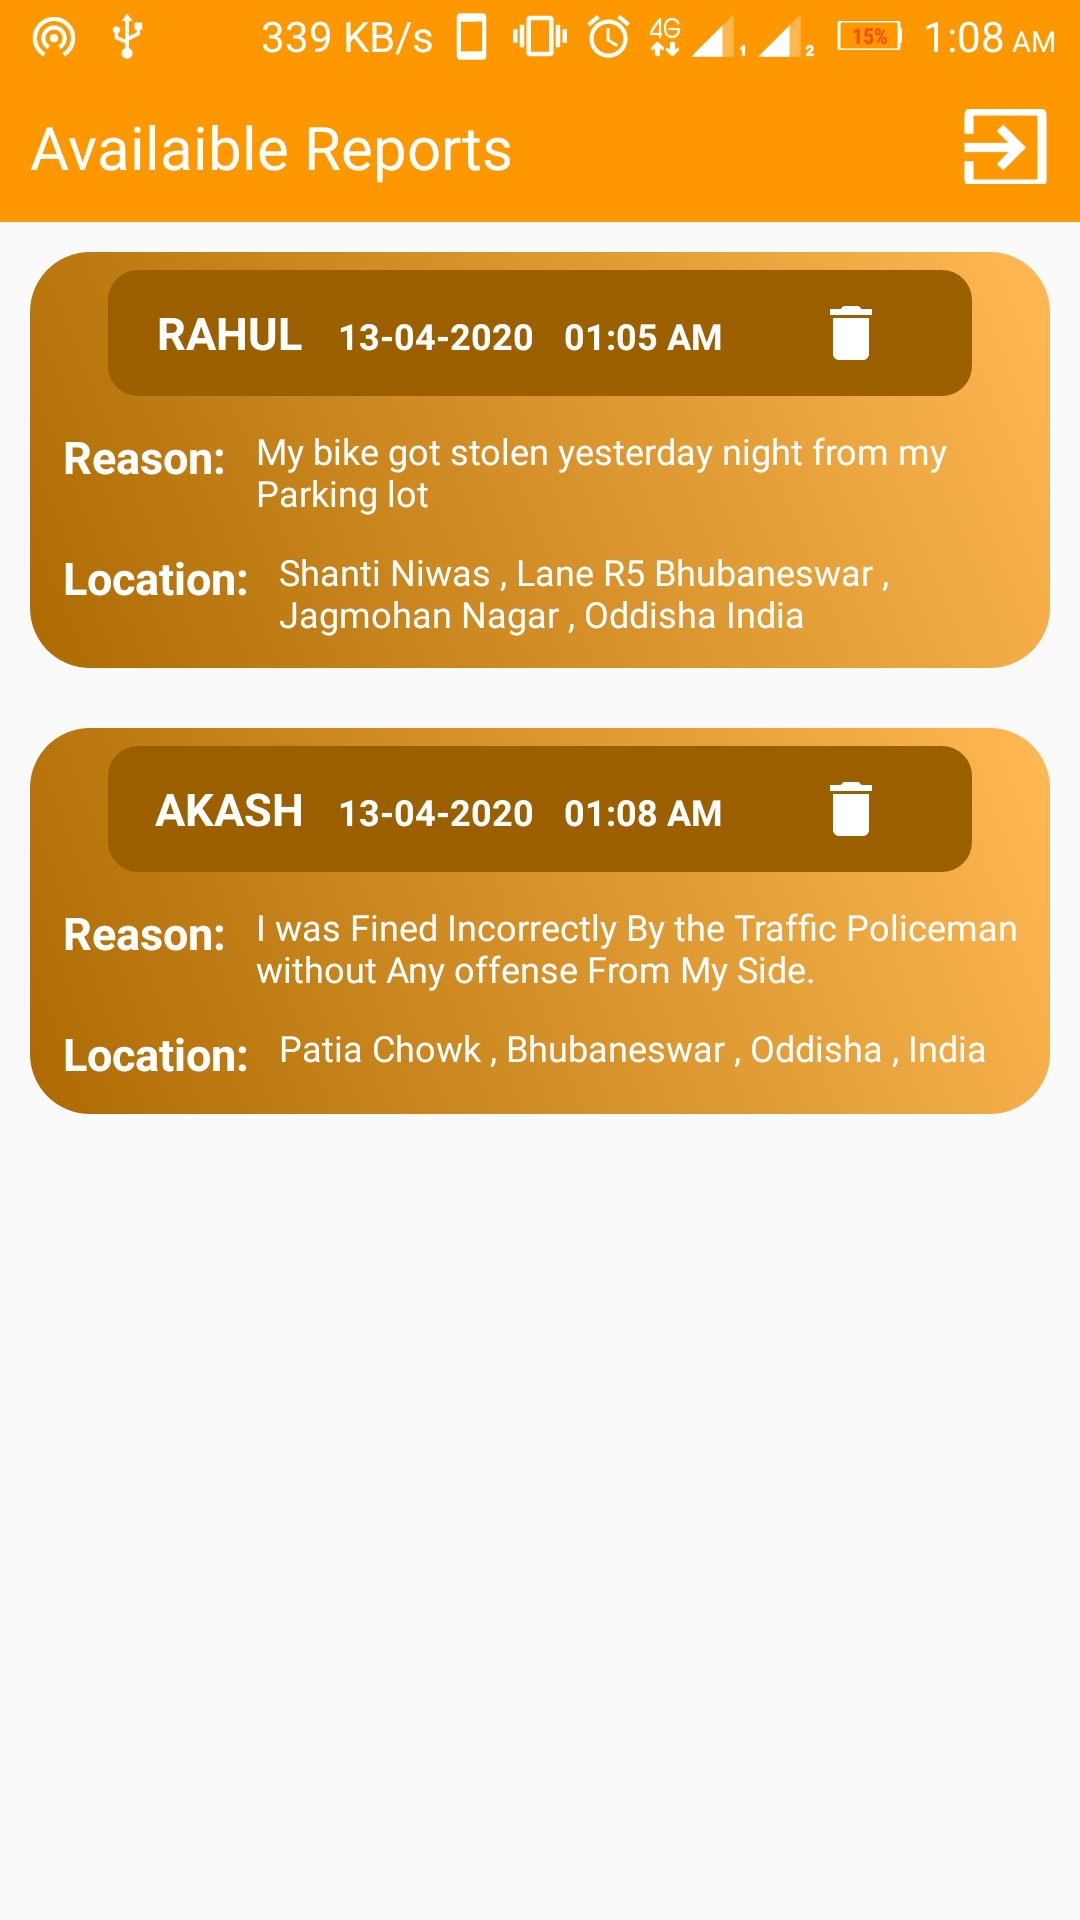 339 KB/s 4G 1 2 15% 1:08 AM
Availaible Reports
RAHUL 13-04-2020 01:05 AM
Reason: My bike got stolen yesterday night from my
Parking lot
Location: Shanti Niwas , Lane R5 Bhubaneswar ,
Jagmohan Nagar , Oddisha India
AKASH 13-04-2020 01:08 AM
Reason: I was Fined Incorrectly By the Traffic Policeman
without Any offense From My Side.
Location: Patia Chowk , Bhubaneswar , Oddisha , India